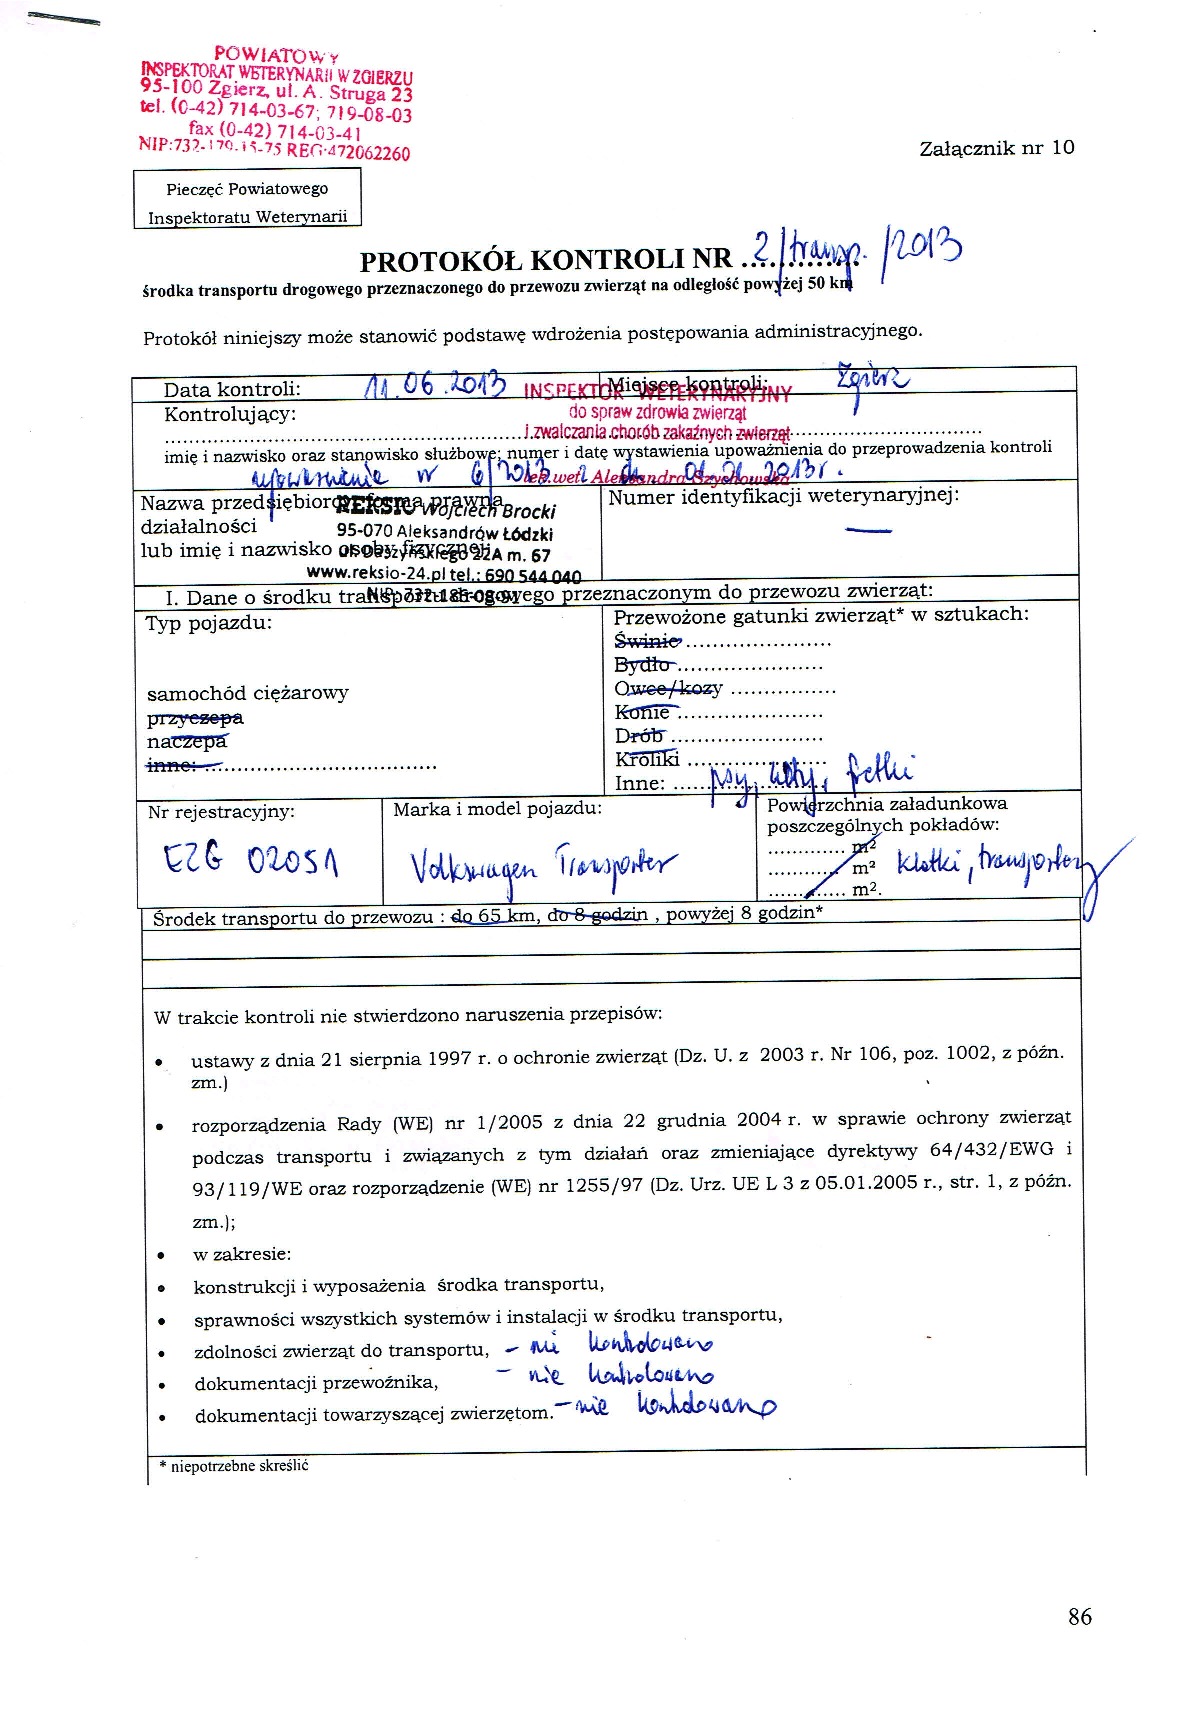 POWIATOWY
INSPEKTORAT WETERYNARII W ZGIERZU
95-100 Zgierz, ul. A. Struga 23
tel. (0-42) 714-03-67; 719-08-03
fax (0-42) 714-03-41
NIP:732-179-15-75 REG:472062260
Załącznik nr 10
Pieczęć Powiatowego
Inspektoratu Weterynarii
PROTOKÓŁ KONTROLI NR 2/transp./2013
środka transportu drogowego przeznaczonego do przewozu zwierząt na odległość powyżej 50 km
Protokół niniejszy może stanowić podstawę wdrożenia postępowania administracyjnego.
Data kontroli: 11.06.2013 Miejsce kontroli: Zgierz
INSPEKTOR WETERYNARYJNY
Kontrolujący: do spraw zdrowia zwierząt
i zwalczania chorób zakaźnych zwierząt
imię i nazwisko oraz stanowisko służbowe; numer i datę wystawienia upoważnienia do przeprowadzenia kontroli
upoważnienie nr 6/2013 z dn. 01.01.2013r.
lek.wet. Aleksandra Szychowska
Nazwa przedsiębiorcy, forma prawna
działalności
lub imię i nazwisko osoby fizycznej:
REKSIO Wojciech Brocki
95-070 Aleksandrów Łódzki
ul. Daszyńskiego 22A m. 67
www.reksio-24.pl tel.: 690 544 040
NIP: 732-185-08-91
Numer identyfikacji weterynaryjnej:
—
I. Dane o środku transportu drogowego przeznaczonym do przewozu zwierząt:
Typ pojazdu:
samochód ciężarowy
przyczepa
naczepa
inne: ..................................
Przewożone gatunki zwierząt* w sztukach:
Świnie......................
Bydło......................
Owce/kozy ................
Konie ......................
Drób ......................
Króliki ......................
Inne: psy, koty, fretki
Nr rejestracyjny:
EZG 02051
Marka i model pojazdu:
Volkswagen Transporter
Powierzchnia załadunkowa
poszczególnych pokładów:
............ m²
............ m² klatki, transportery
............ m².
Środek transportu do przewozu : do 65 km, do 8 godzin , powyżej 8 godzin*
W trakcie kontroli nie stwierdzono naruszenia przepisów:
• ustawy z dnia 21 sierpnia 1997 r. o ochronie zwierząt (Dz. U. z 2003 r. Nr 106, poz. 1002, z późn.
zm.)
• rozporządzenia Rady (WE) nr 1/2005 z dnia 22 grudnia 2004 r. w sprawie ochrony zwierząt
podczas transportu i związanych z tym działań oraz zmieniające dyrektywy 64/432/EWG i
93/119/WE oraz rozporządzenie (WE) nr 1255/97 (Dz. Urz. UE L 3 z 05.01.2005 r., str. 1, z późn.
zm.);
• w zakresie:
• konstrukcji i wyposażenia środka transportu,
• sprawności wszystkich systemów i instalacji w środku transportu,
• zdolności zwierząt do transportu, - nie kontrolowano
• dokumentacji przewoźnika, - nie kontrolowano
• dokumentacji towarzyszącej zwierzętom. - nie kontrolowano
* niepotrzebne skreślić
86